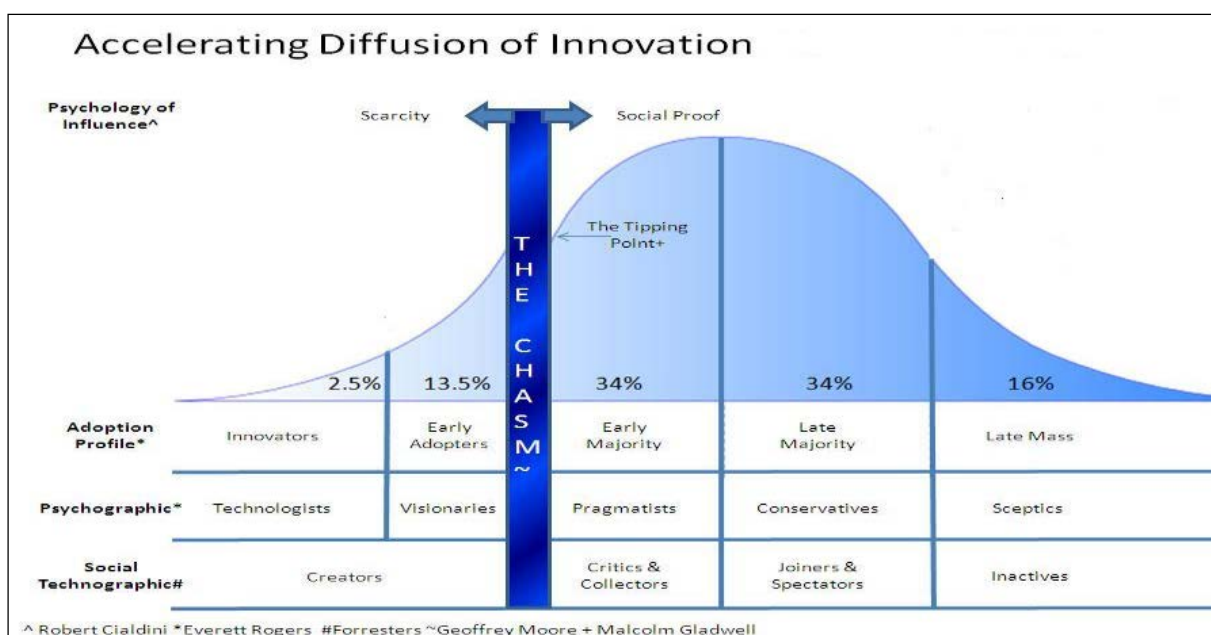 Accelerating Diffusion of Innovation
Psychology of
Influence^
Scarcity
Social Proof
The Tipping
Point+
THE CHASM~
2.5%
13.5%
34%
34%
16%
Adoption
Profile*
Innovators
Early
Adopters
Early
Majority
Late
Majority
Late Mass
Psychographic*
Technologists
Visionaries
Pragmatists
Conservatives
Sceptics
Social
Technographic#
Creators
Critics &
Collectors
Joiners &
Spectators
Inactives
^ Robert Cialdini *Everett Rogers #Forresters ~Geoffrey Moore + Malcolm Gladwell